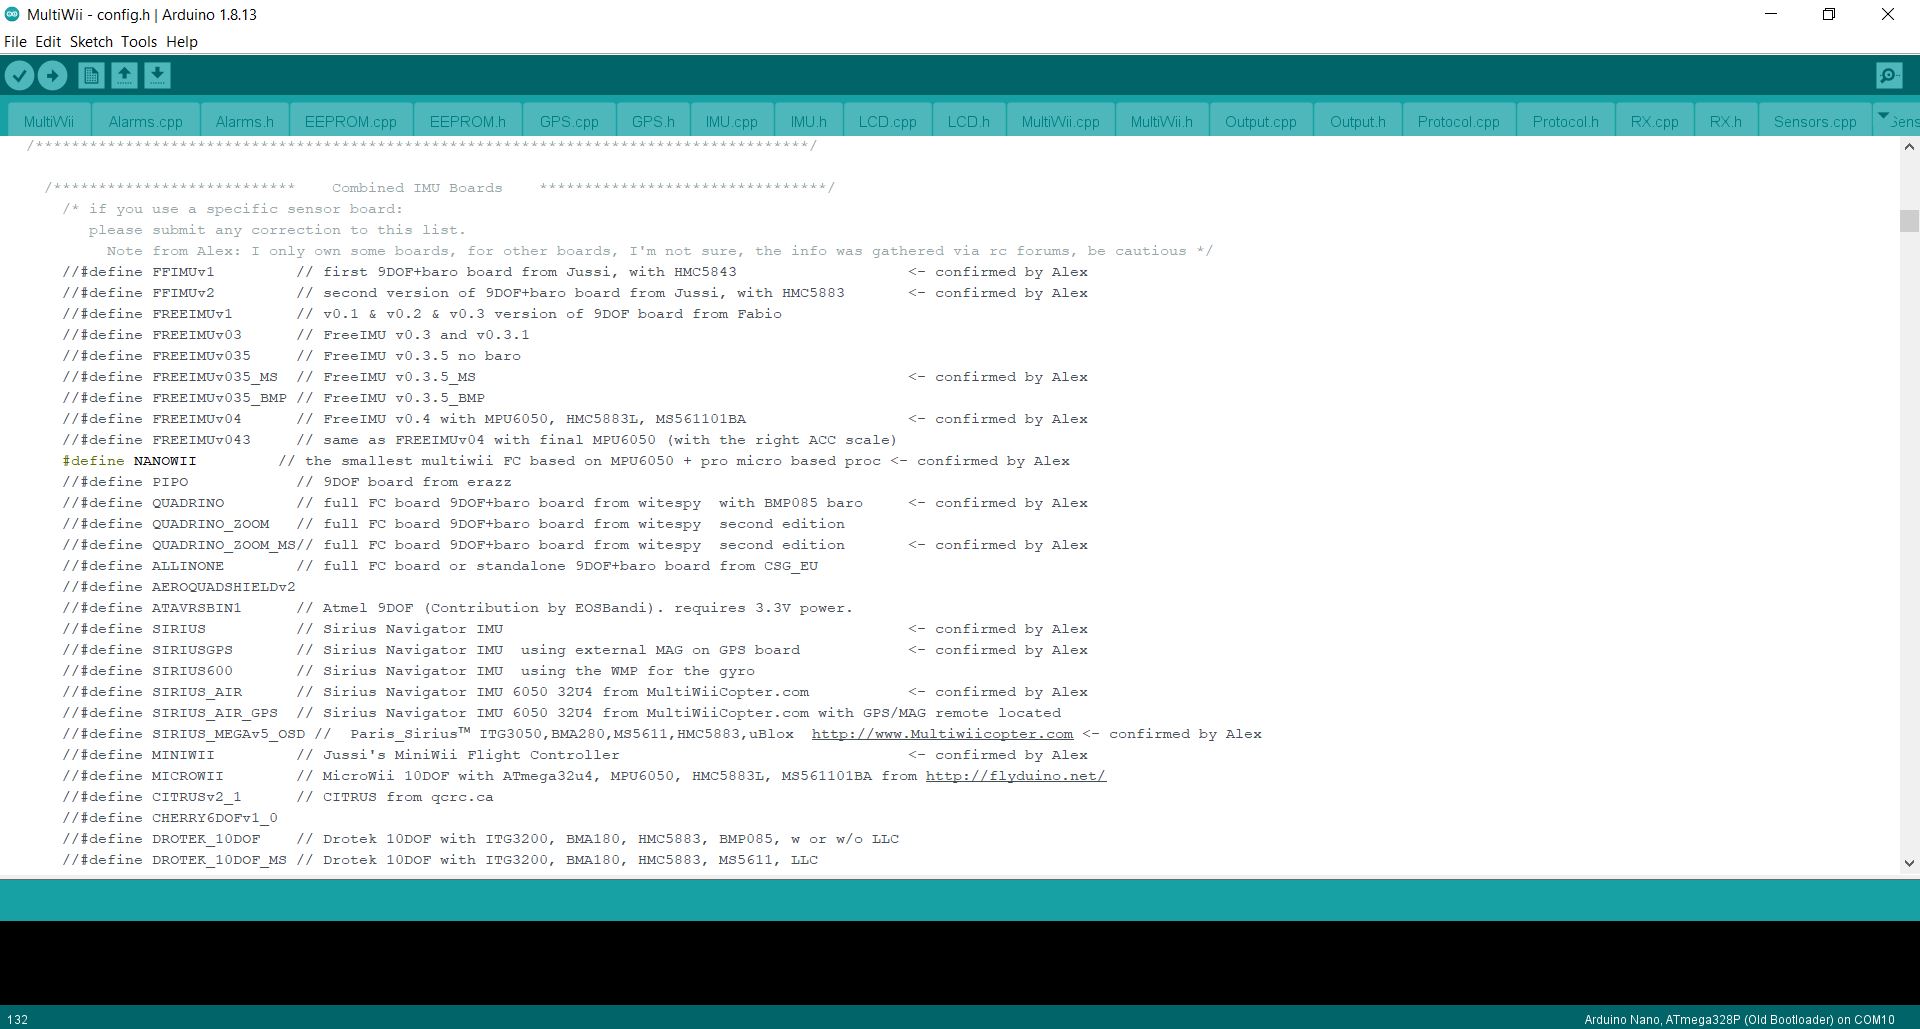 MultiWii - config.h | Arduino 1.8.13
File Edit Sketch Tools Help
MultiWii Alarms.cpp Alarms.h EEPROM.cpp EEPROM.h GPS.cpp GPS.h IMU.cpp IMU.h LCD.cpp LCD.h MultiWii.cpp MultiWii.h Output.cpp Output.h Protocol.cpp Protocol.h RX.cpp RX.h Sensors.cpp
/**************************************************************************************/
/*************************** Combined IMU Boards ********************************/
/* if you use a specific sensor board:
please submit any correction to this list.
Note from Alex: I only own some boards, for other boards, I'm not sure, the info was gathered via rc forums, be cautious */
//#define FFIMUv1 // first 9DOF+baro board from Jussi, with HMC5843 <- confirmed by Alex
//#define FFIMUv2 // second version of 9DOF+baro board from Jussi, with HMC5883 <- confirmed by Alex
//#define FREEIMUv1 // v0.1 & v0.2 & v0.3 version of 9DOF board from Fabio
//#define FREEIMUv03 // FreeIMU v0.3 and v0.3.1
//#define FREEIMUv035 // FreeIMU v0.3.5 no baro
//#define FREEIMUv035_MS // FreeIMU v0.3.5_MS <- confirmed by Alex
//#define FREEIMUv035_BMP // FreeIMU v0.3.5_BMP
//#define FREEIMUv04 // FreeIMU v0.4 with MPU6050, HMC5883L, MS561101BA <- confirmed by Alex
//#define FREEIMUv043 // same as FREEIMUv04 with final MPU6050 (with the right ACC scale)
#define NANOWII // the smallest multiwii FC based on MPU6050 + pro micro based proc <- confirmed by Alex
//#define PIPO // 9DOF board from erazz
//#define QUADRINO // full FC board 9DOF+baro board from witespy with BMP085 baro <- confirmed by Alex
//#define QUADRINO_ZOOM // full FC board 9DOF+baro board from witespy second edition
//#define QUADRINO_ZOOM_MS// full FC board 9DOF+baro board from witespy second edition <- confirmed by Alex
//#define ALLINONE // full FC board or standalone 9DOF+baro board from CSG_EU
//#define AEROQUADSHIELDv2
//#define ATAVRSBIN1 // Atmel 9DOF (Contribution by EOSBandi). requires 3.3V power.
//#define SIRIUS // Sirius Navigator IMU <- confirmed by Alex
//#define SIRIUSGPS // Sirius Navigator IMU using external MAG on GPS board <- confirmed by Alex
//#define SIRIUS600 // Sirius Navigator IMU using the WMP for the gyro
//#define SIRIUS_AIR // Sirius Navigator IMU 6050 32U4 from MultiWiiCopter.com <- confirmed by Alex
//#define SIRIUS_AIR_GPS // Sirius Navigator IMU 6050 32U4 from MultiWiiCopter.com with GPS/MAG remote located
//#define SIRIUS_MEGAv5_OSD // Paris_Sirius™ ITG3050,BMA280,MS5611,HMC5883,uBlox http://www.Multiwiicopter.com <- confirmed by Alex
//#define MINIWII // Jussi's MiniWii Flight Controller <- confirmed by Alex
//#define MICROWII // MicroWii 10DOF with ATmega32u4, MPU6050, HMC5883L, MS561101BA from http://flyduino.net/
//#define CITRUSv2_1 // CITRUS from qcrc.ca
//#define CHERRY6DOFv1_0
//#define DROTEK_10DOF // Drotek 10DOF with ITG3200, BMA180, HMC5883, BMP085, w or w/o LLC
//#define DROTEK_10DOF_MS // Drotek 10DOF with ITG3200, BMA180, HMC5883, MS5611, LLC
132 Arduino Nano, ATmega328P (Old Bootloader) on COM10